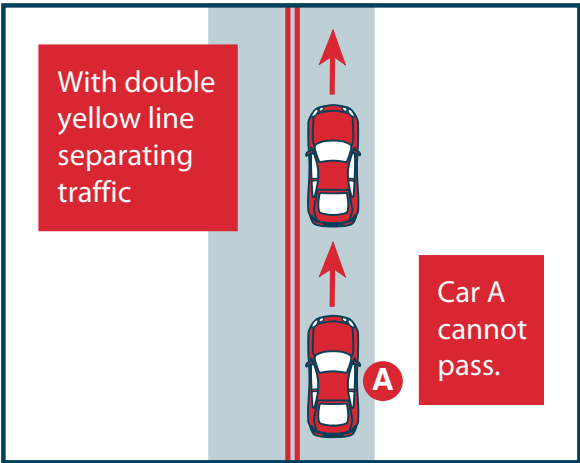 With double
yellow line
separating
traffic
Car A
cannot
pass.
A